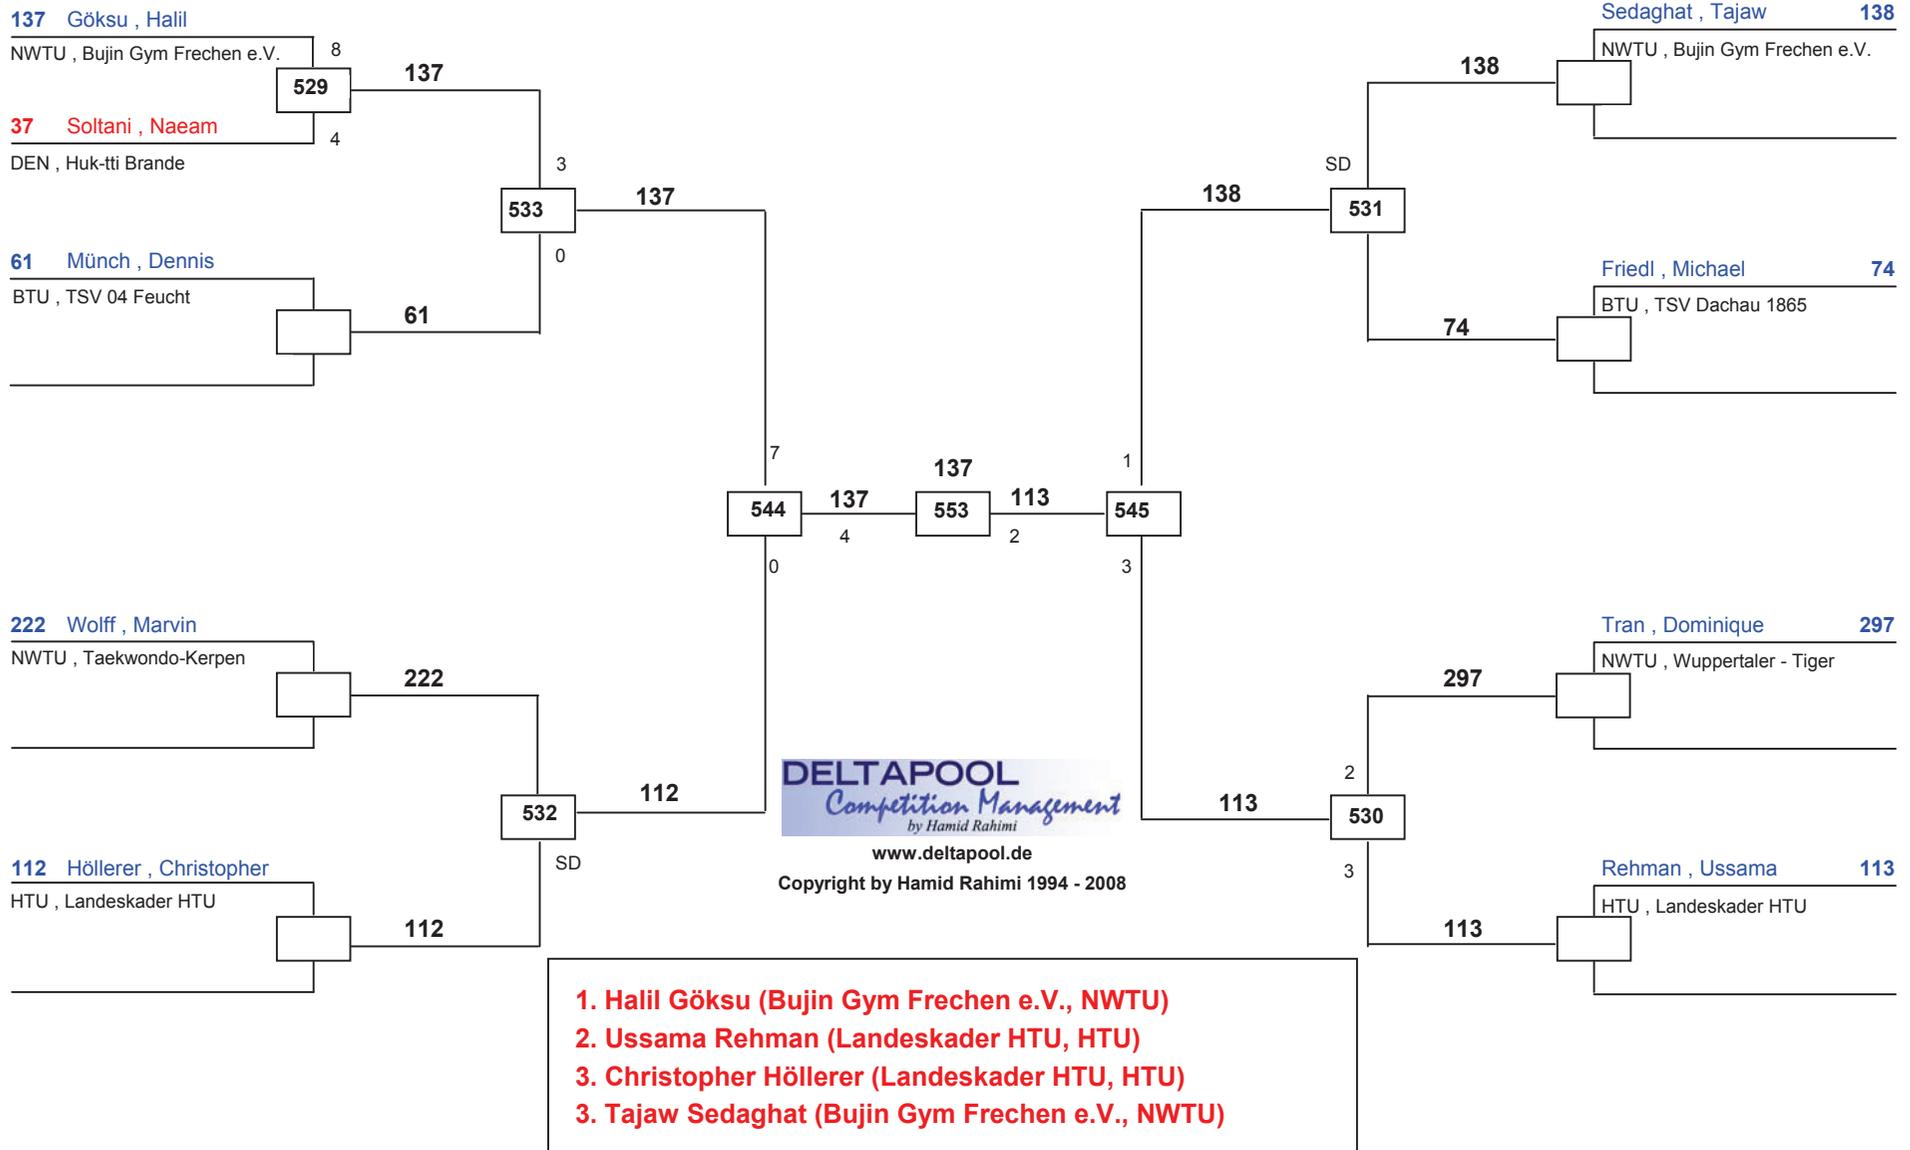 137 Göksu , Halil
NWTU , Bujin Gym Frechen e.V.
8
529
137
37 Soltani , Naeam
4
DEN , Huk-tti Brande
3
533
137
0
61 Münch , Dennis
BTU , TSV 04 Feucht
61
7
544
137
4
0
137
553
113
2
222 Wolff , Marvin
NWTU , Taekwondo-Kerpen
222
532
112
SD
112 Höllerer , Christopher
HTU , Landeskader HTU
112
Sedaghat , Tajaw 138
NWTU , Bujin Gym Frechen e.V.
138
SD
138
531
Friedl , Michael 74
BTU , TSV Dachau 1865
74
1
545
3
Tran , Dominique 297
NWTU , Wuppertaler - Tiger
297
2
113
530
3
Rehman , Ussama 113
HTU , Landeskader HTU
113
DELTAPOOL
Competition Management
by Hamid Rahimi
www.deltapool.de
Copyright by Hamid Rahimi 1994 - 2008
1. Halil Göksu (Bujin Gym Frechen e.V., NWTU)
2. Ussama Rehman (Landeskader HTU, HTU)
3. Christopher Höllerer (Landeskader HTU, HTU)
3. Tajaw Sedaghat (Bujin Gym Frechen e.V., NWTU)